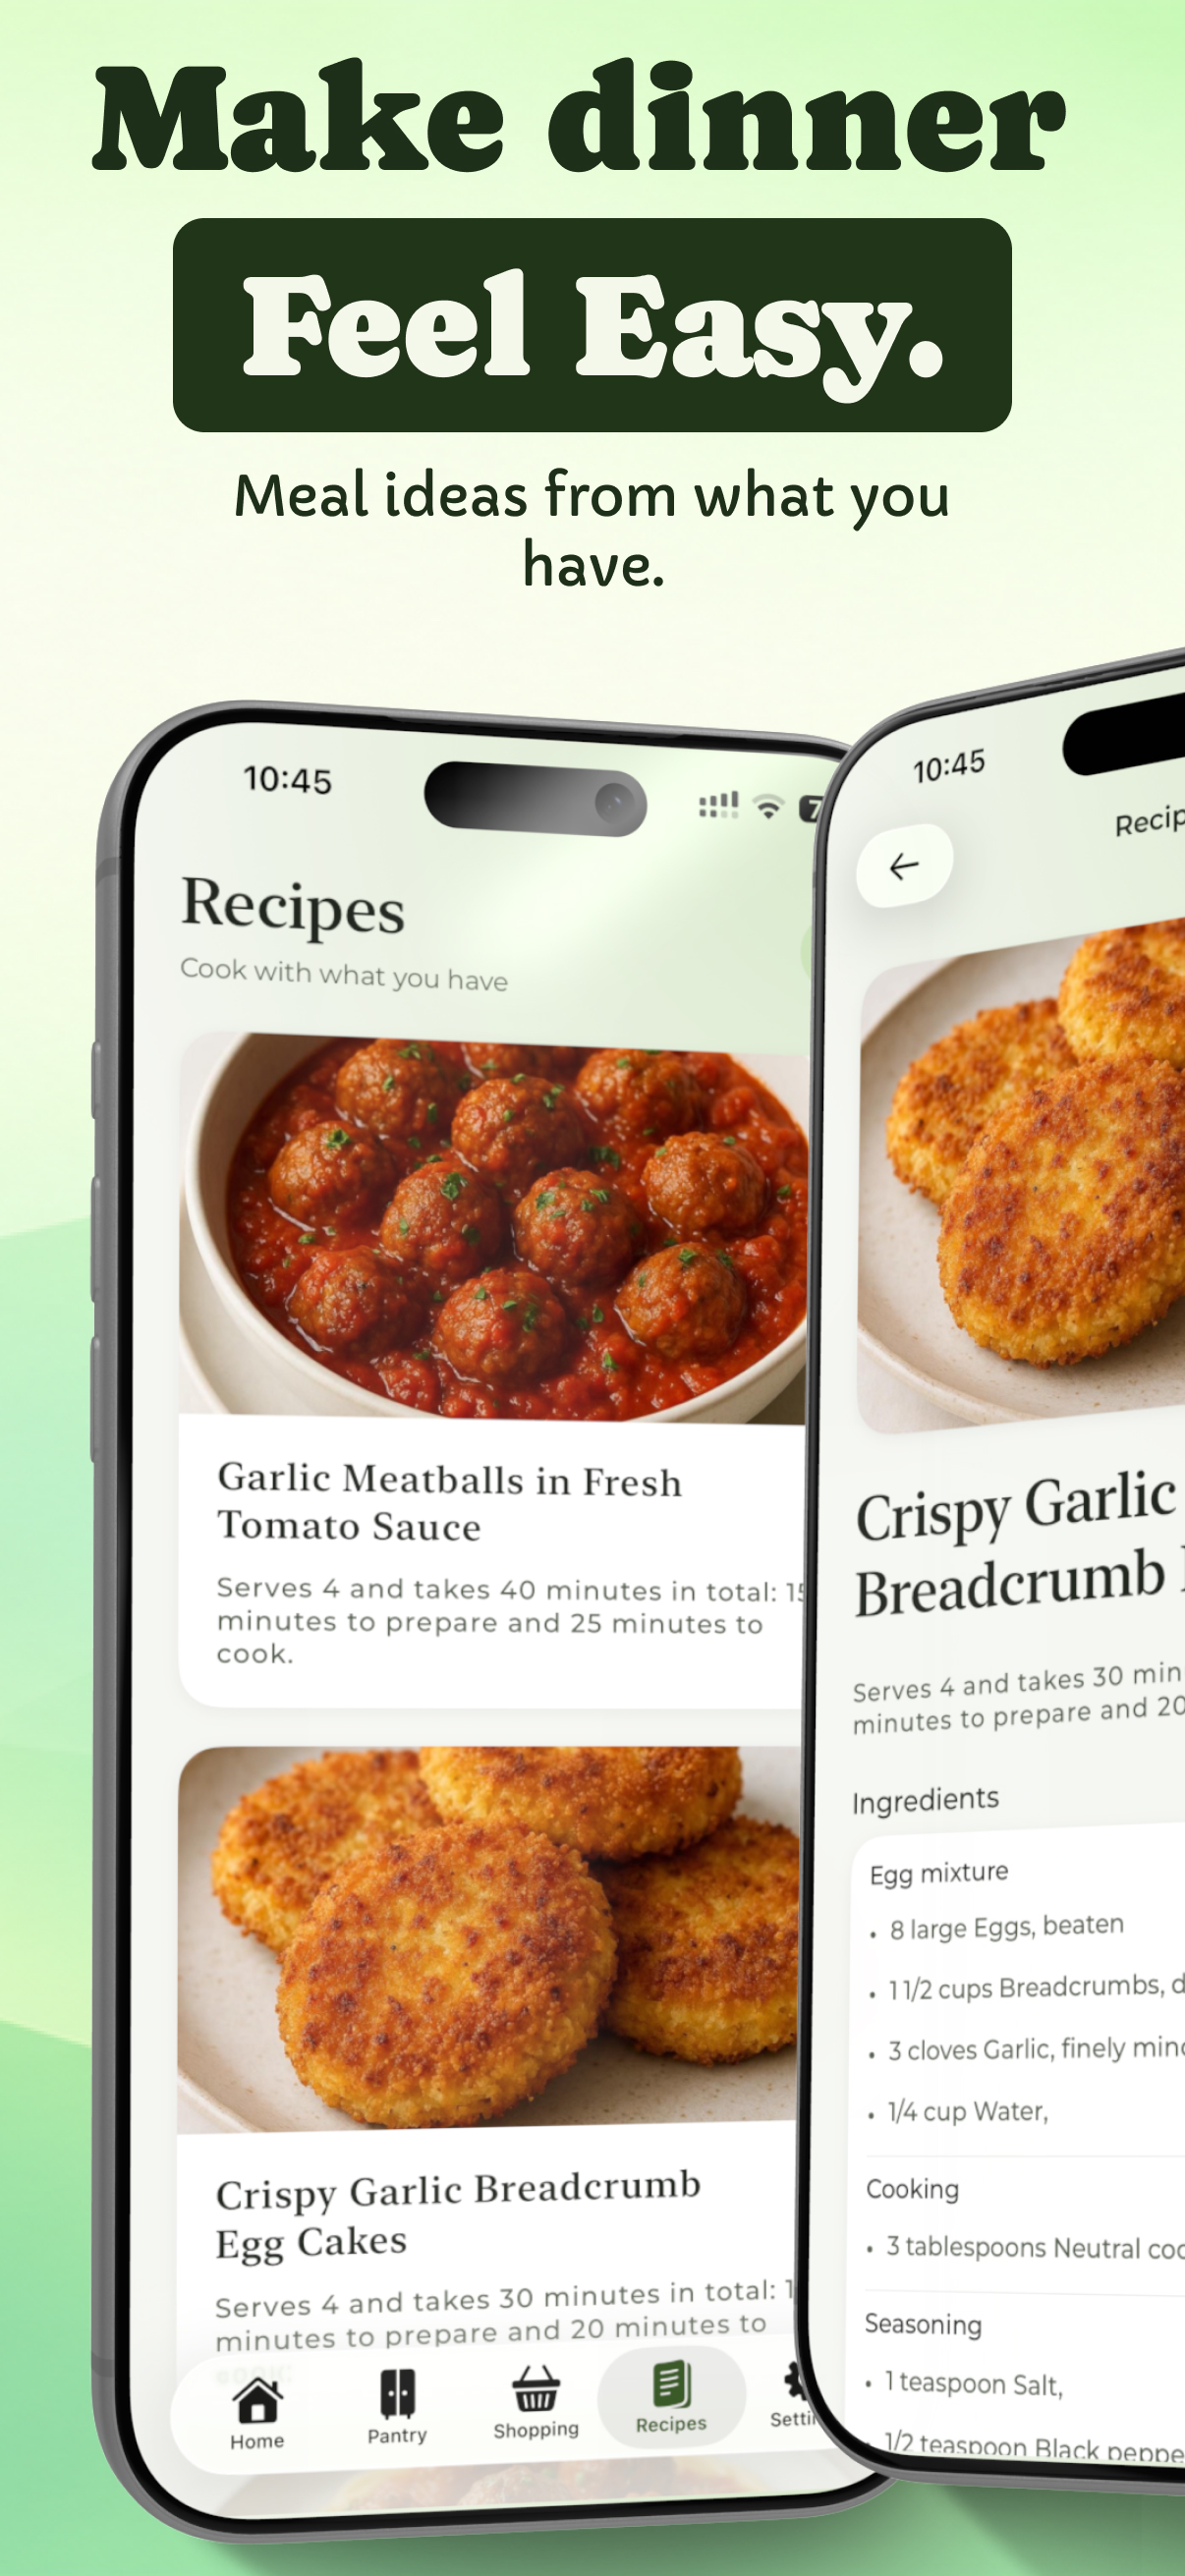 Make dinner
Feel Easy.
Meal ideas from what you
have.
10:45
Recipes
Cook with what you have
Garlic Meatballs in Fresh
Tomato Sauce
Serves 4 and takes 40 minutes in total: 15
minutes to prepare and 25 minutes to
cook.
Crispy Garlic Breadcrumb
Egg Cakes
Serves 4 and takes 30 minutes in total:
minutes to prepare and 20 minutes to
cook.
Home
Pantry
Shopping
Recipes
10:45
Crispy Garlic
Breadcrumb
Serves 4 and takes 30
minutes to prepare and 20
Ingredients
Egg mixture
• 8 large Eggs, beaten
• 1 1/2 cups Breadcrumbs,
• 3 cloves Garlic, finely
• 1/4 cup Water,
Cooking
• 3 tablespoons Neutral
Seasoning
• 1 teaspoon Salt,
• 1/2 teaspoon Black